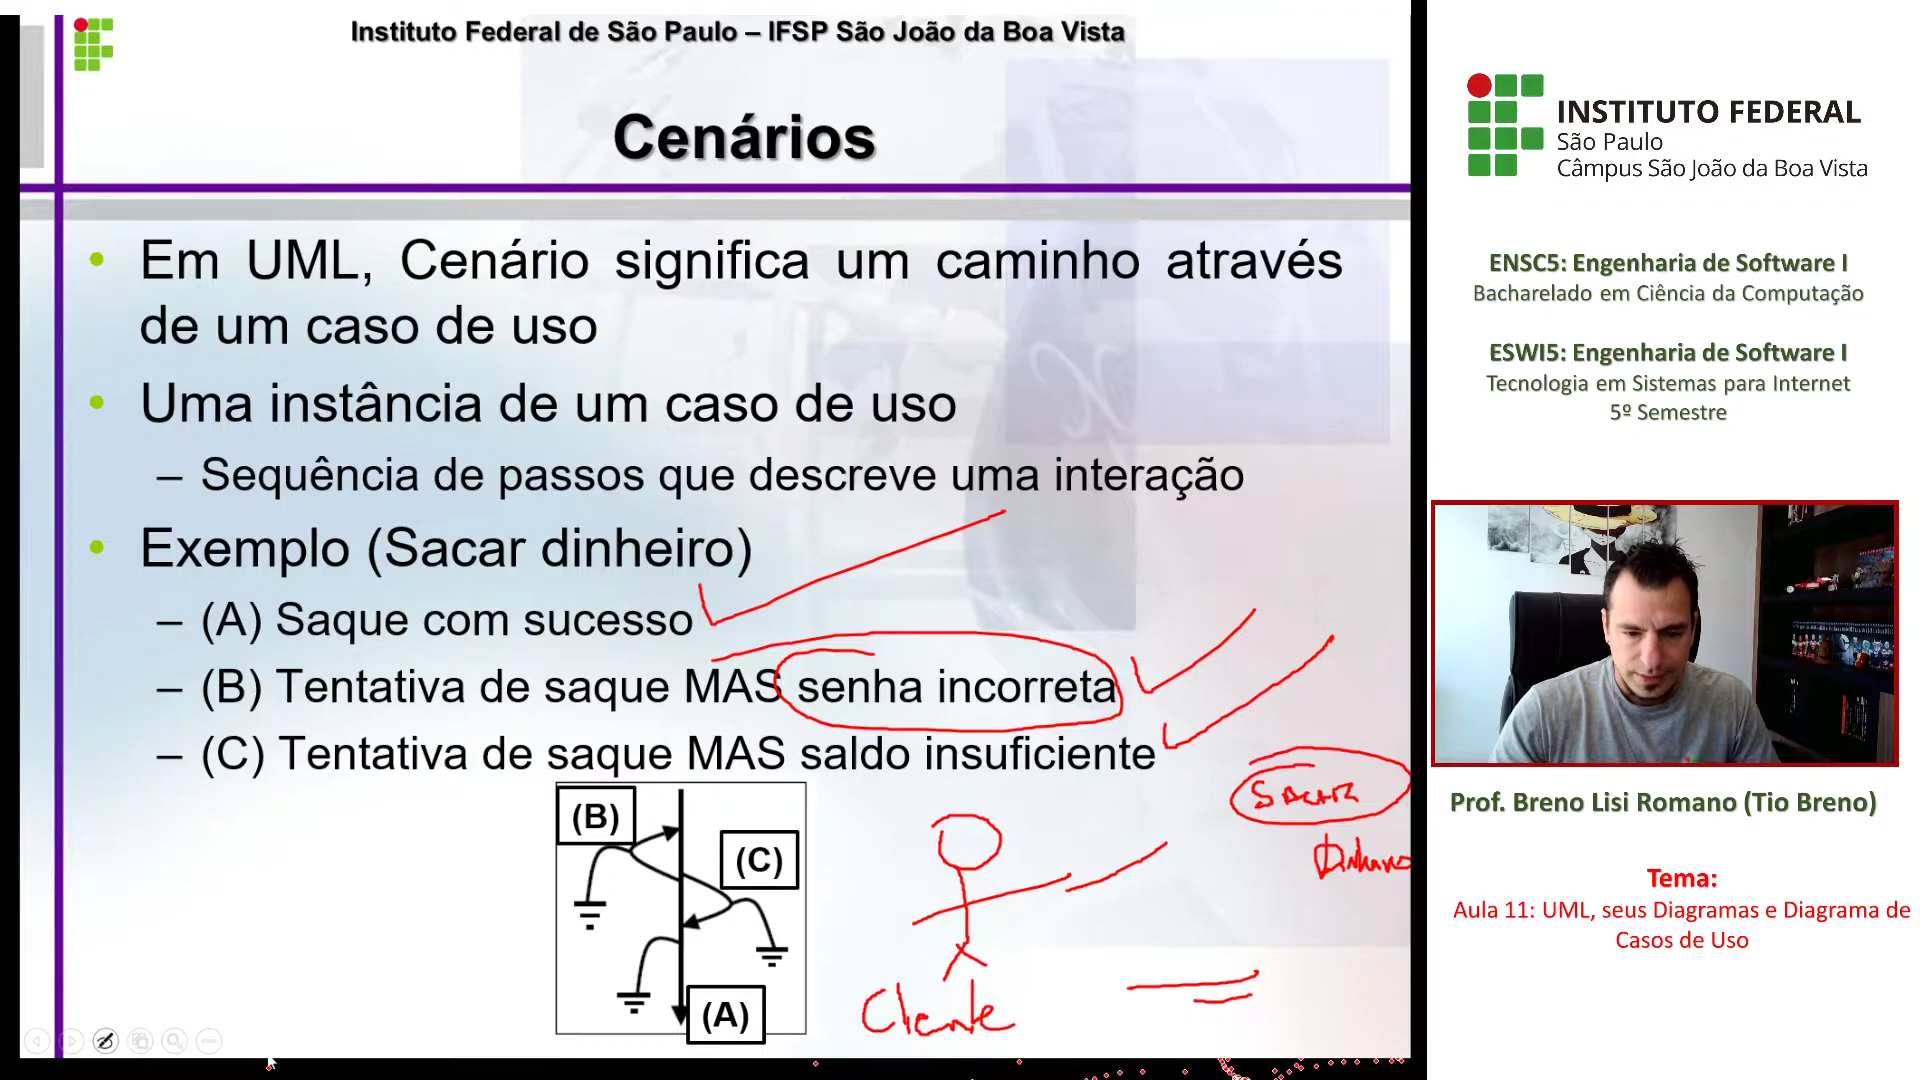 Instituto Federal de São Paulo – IFSP São João da Boa Vista
Cenários
• Em UML, Cenário significa um caminho através
de um caso de uso
• Uma instância de um caso de uso
– Sequência de passos que descreve uma interação
• Exemplo (Sacar dinheiro)
– (A) Saque com sucesso
– (B) Tentativa de saque MAS senha incorreta
– (C) Tentativa de saque MAS saldo insuficiente
(B)
(C)
(A)
Cliente
Sacar
Dinheiro
INSTITUTO FEDERAL
São Paulo
Câmpus São João da Boa Vista
ENSC5: Engenharia de Software I
Bacharelado em Ciência da Computação
ESWI5: Engenharia de Software I
Tecnologia em Sistemas para Internet
5º Semestre
Prof. Breno Lisi Romano (Tio Breno)
Tema:
Aula 11: UML, seus Diagramas e Diagrama de
Casos de Uso